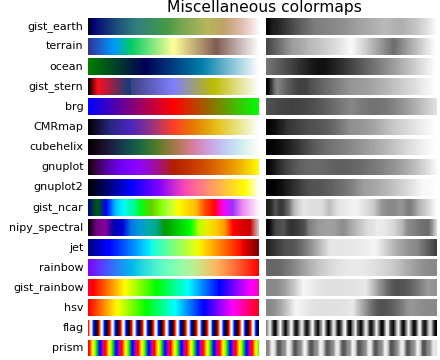 Miscellaneous colormaps
gist_earth
terrain
ocean
gist_stern
brg
CMRmap
cubehelix
gnuplot
gnuplot2
gist_ncar
nipy_spectral
jet
rainbow
gist_rainbow
hsv
flag
prism